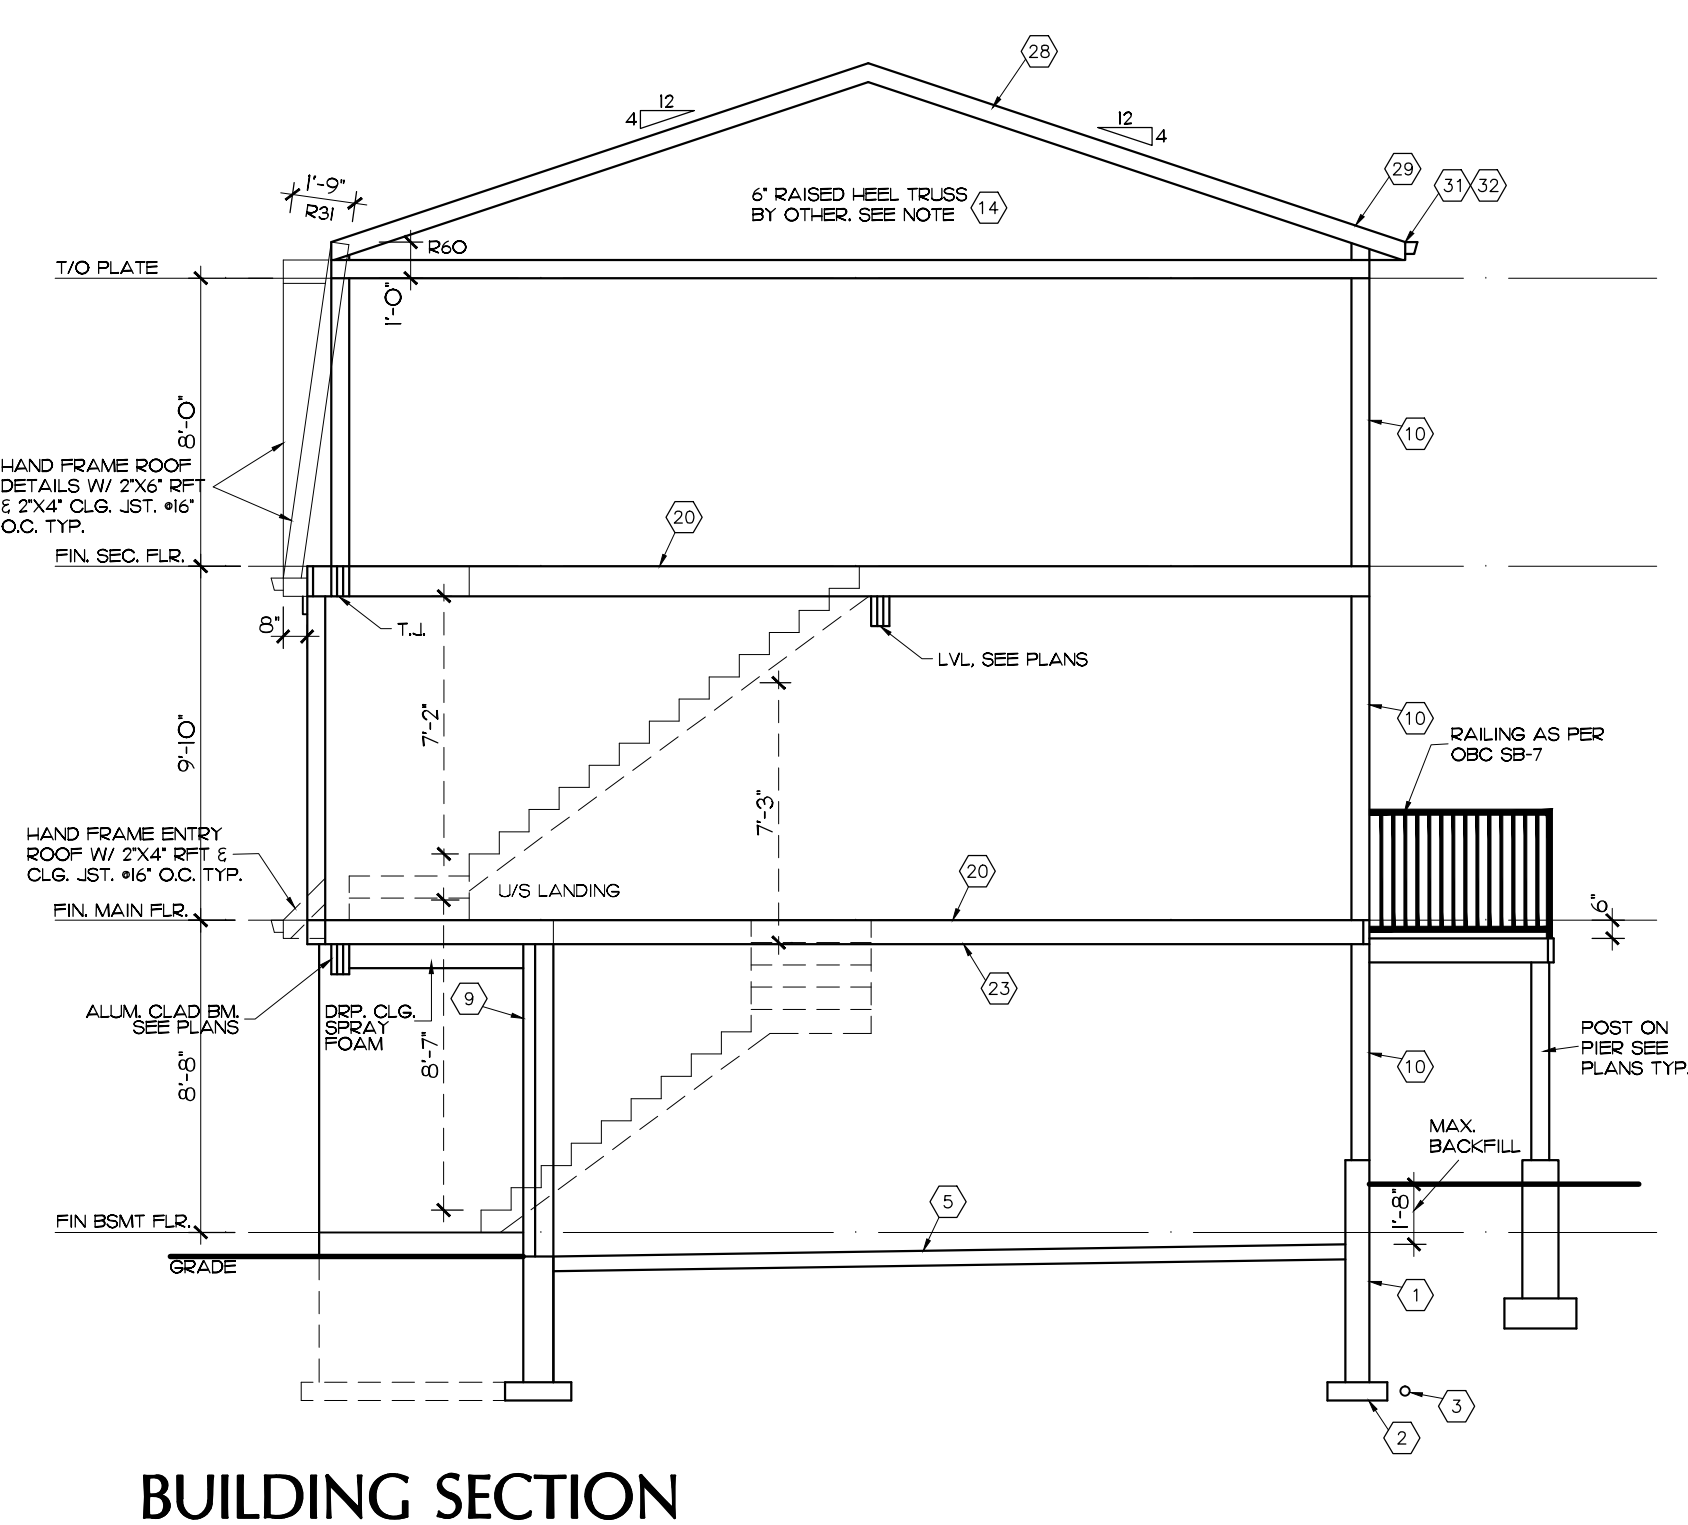 28
12
4
12
4
29
31
32
1'-9"
R31
6" RAISED HEEL TRUSS
BY OTHER. SEE NOTE
14
R60
T/O PLATE
1'-0"
8'-0"
10
HAND FRAME ROOF
DETAILS W/ 2"X6" RFT
& 2"X4" CLG. JST. @16"
O.C. TYP.
20
FIN. SEC. FLR.
8"
T.J.
LVL, SEE PLANS
7'-2"
9'-10"
10
RAILING AS PER
OBC SB-7
7'-3"
HAND FRAME ENTRY
ROOF W/ 2"X4" RFT &
CLG. JST. @16" O.C. TYP.
U/S LANDING
20
FIN. MAIN FLR.
6"
23
9
ALUM. CLAD BM.
SEE PLANS
DRP. CLG.
SPRAY
FOAM
8'-7"
8'-8"
10
POST ON
PIER SEE
PLANS TYP.
MAX.
BACKFILL
5
1'-8"
FIN BSMT FLR.
GRADE
1
3
2
BUILDING SECTION